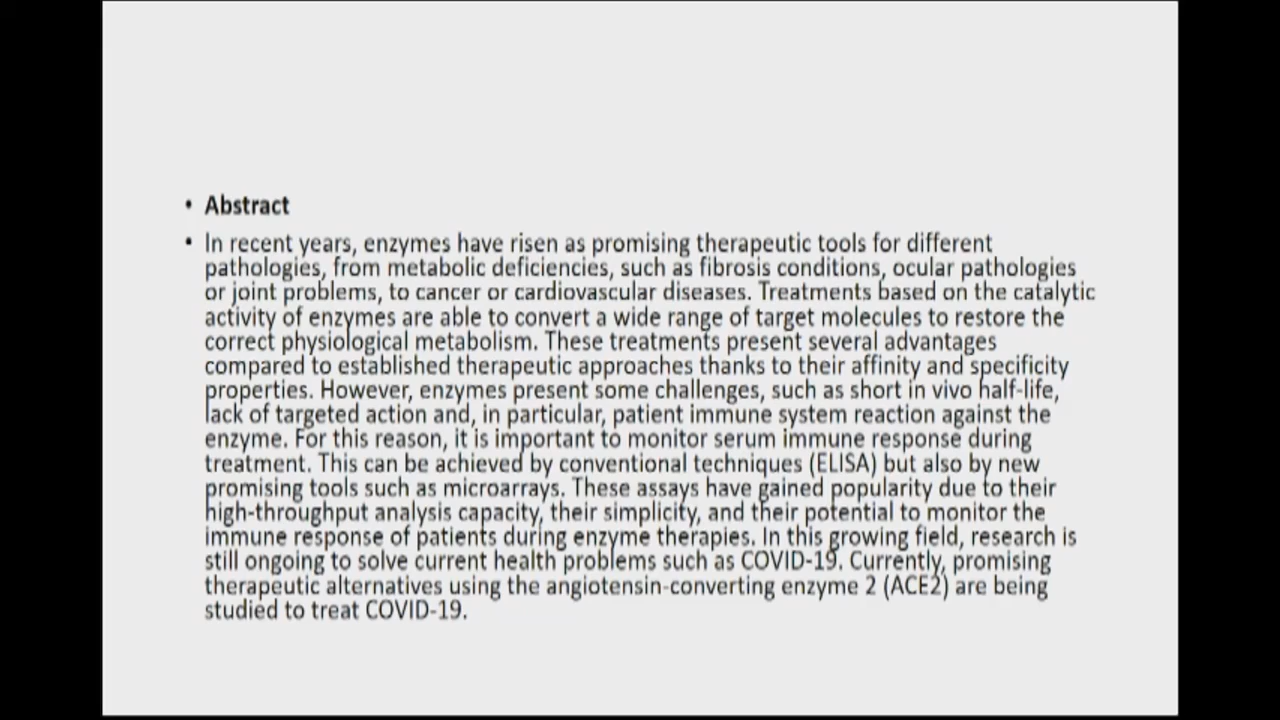 • Abstract
• In recent years, enzymes have risen as promising therapeutic tools for different
pathologies, from metabolic deficiencies, such as fibrosis conditions, ocular pathologies
or joint problems, to cancer or cardiovascular diseases. Treatments based on the catalytic
activity of enzymes are able to convert a wide range of target molecules to restore the
correct physiological metabolism. These treatments present several advantages
compared to established therapeutic approaches thanks to their affinity and specificity
properties. However, enzymes present some challenges, such as short in vivo half-life,
lack of targeted action and, in particular, patient immune system reaction against the
enzyme. For this reason, it is important to monitor serum immune response during
treatment. This can be achieved by conventional techniques (ELISA) but also by new
promising tools such as microarrays. These assays have gained popularity due to their
high-throughput analysis capacity, their simplicity, and their potential to monitor the
immune response of patients during enzyme therapies. In this growing field, research is
still ongoing to solve current health problems such as COVID-19. Currently, promising
therapeutic alternatives using the angiotensin-converting enzyme 2 (ACE2) are being
studied to treat COVID-19.